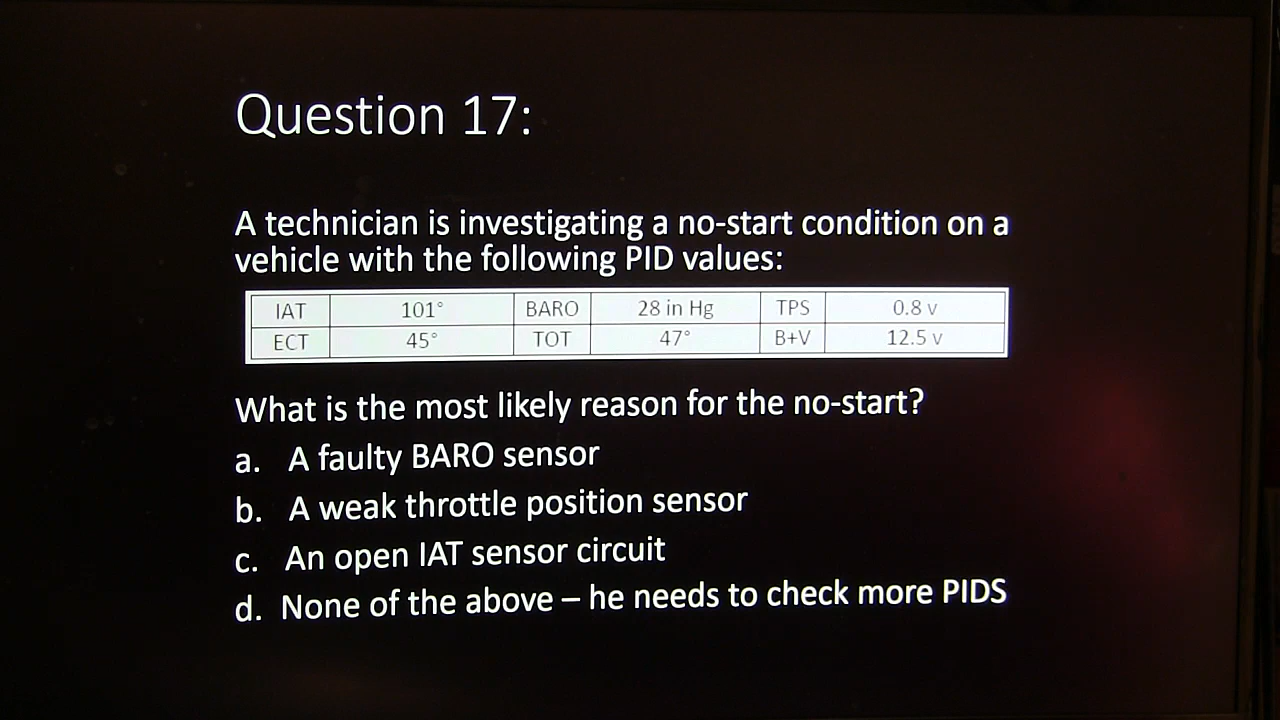 Question 17:
A technician is investigating a no-start condition on a
vehicle with the following PID values:
IAT 101° BARO 28 in Hg TPS 0.8 v
ECT 45° TOT 47° B+V 12.5 v
What is the most likely reason for the no-start?
a. A faulty BARO sensor
b. A weak throttle position sensor
c. An open IAT sensor circuit
d. None of the above – he needs to check more PIDS